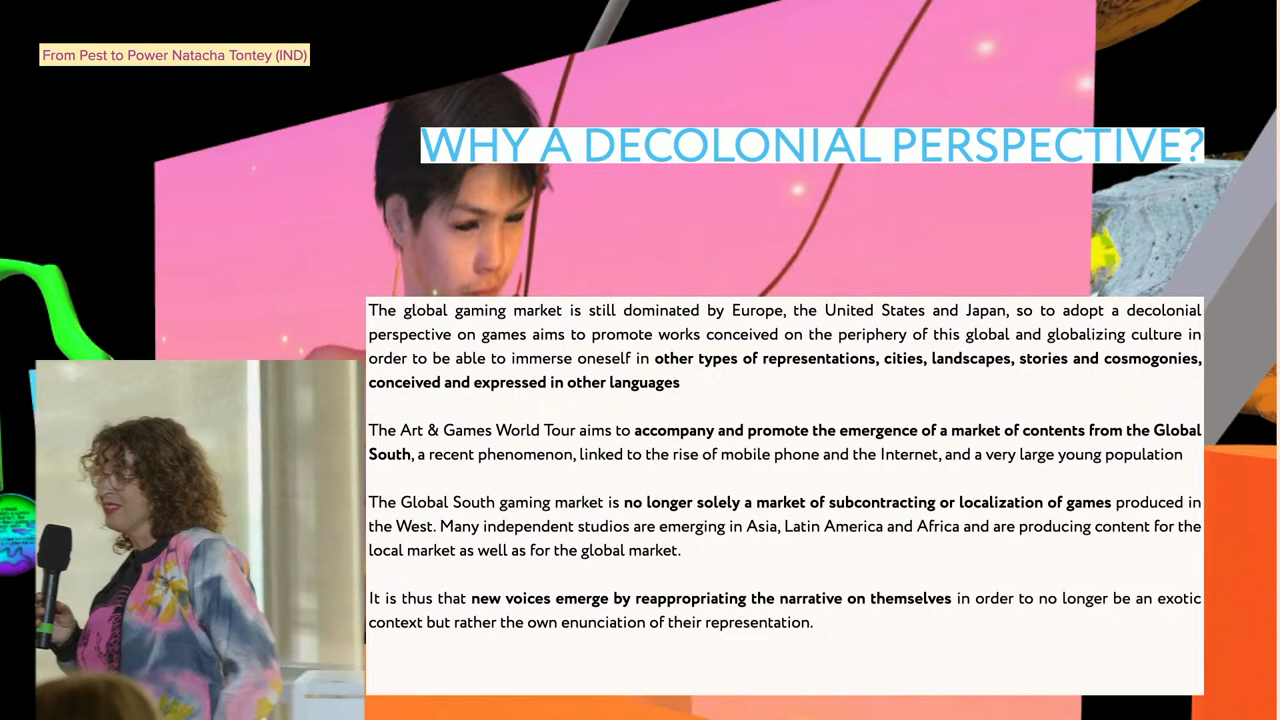 From Pest to Power Natacha Tontey (IND)
WHY A DECOLONIAL PERSPECTIVE?
The global gaming market is still dominated by Europe, the United States and Japan, so to adopt a decolonial
perspective on games aims to promote works conceived on the periphery of this global and globalizing culture in
order to be able to immerse oneself in other types of representations, cities, landscapes, stories and cosmogonies,
conceived and expressed in other languages
The Art & Games World Tour aims to accompany and promote the emergence of a market of contents from the Global
South, a recent phenomenon, linked to the rise of mobile phone and the Internet, and a very large young population
The Global South gaming market is no longer solely a market of subcontracting or localization of games produced in
the West. Many independent studios are emerging in Asia, Latin America and Africa and are producing content for the
local market as well as for the global market.
It is thus that new voices emerge by reappropriating the narrative on themselves in order to no longer be an exotic
context but rather the own enunciation of their representation.